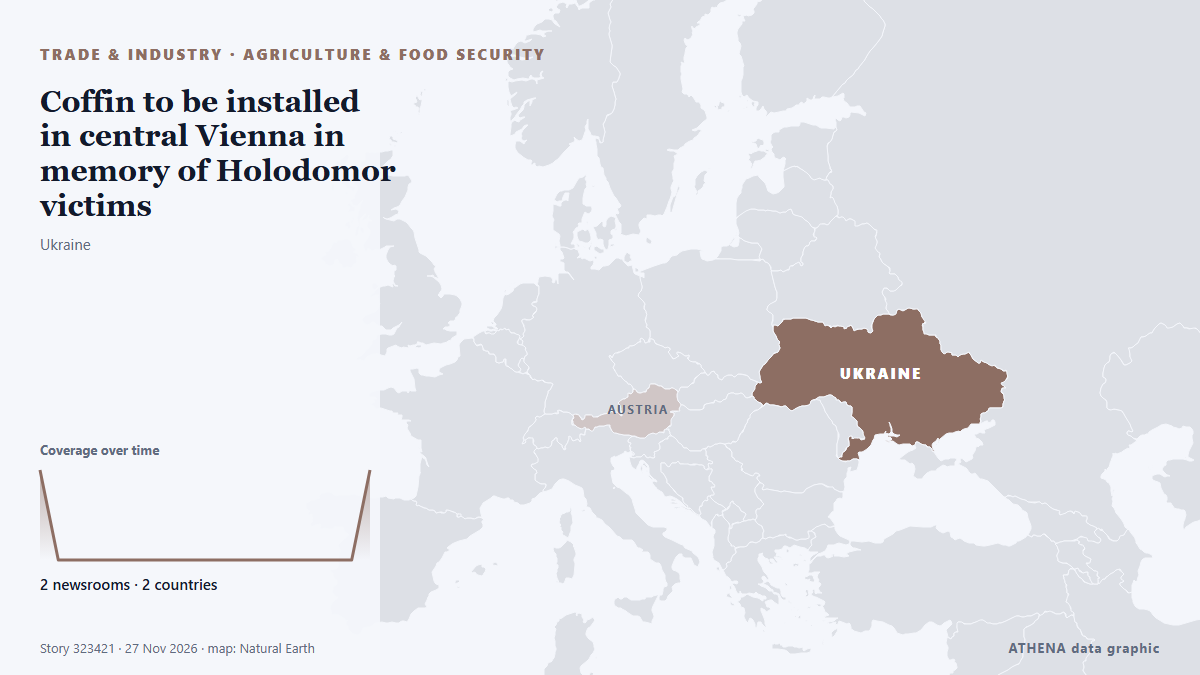 TRADE & INDUSTRY · AGRICULTURE & FOOD SECURITY
Coffin to be installed
in central Vienna in
memory of Holodomor
victims
Ukraine
UKRAINE
AUSTRIA
Coverage over time
2 newsrooms · 2 countries
Story 323421 · 27 Nov 2026 · map: Natural Earth
ATHENA data graphic